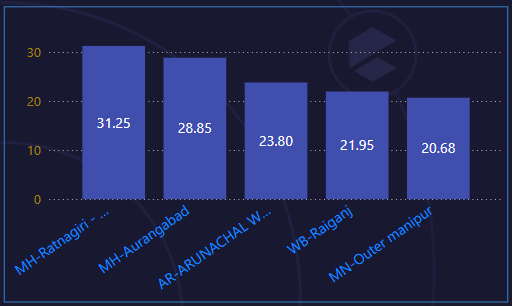 30
20
10
0
31.25
28.85
23.80
21.95
20.68
MH-Ratnagiri - ...
MH-Aurangabad
AR-ARUNACHAL W...
WB-Raiganj
MN-Outer manipur